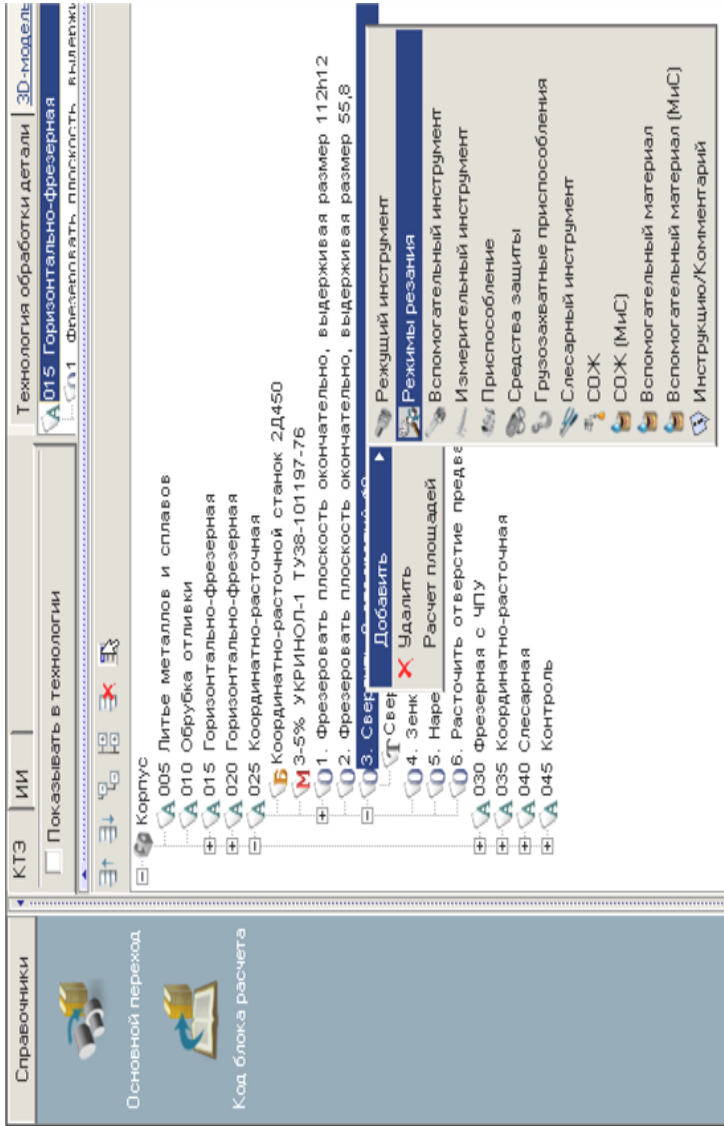 Справочники
Основной переход
Код блока расчета
КТЭ
ИИ
Показывать в технологии
Технология обработки детали
3D-модель
015 Горизонтально-фрезерная
Фрезеровать плоскость, выдержи
Корпус
005 Литье металлов и сплавов
010 Обрубка отливки
015 Горизонтально-фрезерная
020 Горизонтально-фрезерная
025 Координатно-расточная
Координатно-расточной станок 2Д450
3-5% УКРИНОЛ-1 ТУ38-101197-76
1. Фрезеровать плоскость окончательно, выдерживая размер 112h12
2. Фрезеровать плоскость окончательно, выдерживая размер 55,8
3. Свер
Свер
4. Зенк
5. Наре
6. Расточить отверстие предва
030 Фрезерная с ЧПУ
035 Координатно-расточная
040 Слесарная
045 Контроль
Добавить
Удалить
Расчет площадей
Режущий инструмент
Режимы резания
Вспомогательный инструмент
Измерительный инструмент
Приспособление
Средства защиты
Грузозахватные приспособления
Слесарный инструмент
СОЖ
СОЖ (МиС)
Вспомогательный материал
Вспомогательный материал (МиС)
Инструкцию/Комментарий